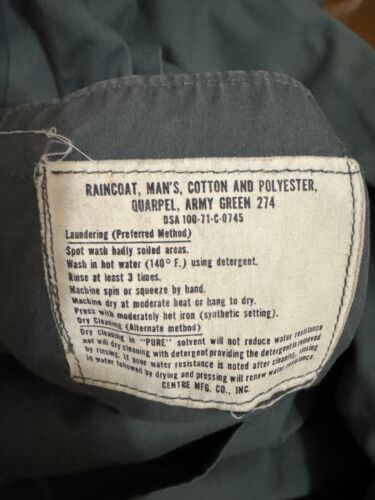 RAINCOAT, MAN'S, COTTON AND POLYESTER,
QUARPEL, ARMY GREEN 274
DSA 100-71-C-0745
Laundering (Preferred Method)
Spot wash badly soiled areas.
Wash in hot water (140° F.) using detergent.
Rinse at least 3 times.
Machine spin or squeeze by hand.
Machine dry at moderate heat or hang to dry.
Press with moderately hot iron (synthetic setting).
Dry Cleaning (Alternate method)
Dry cleaning in "PURE" solvent will not reduce water resistance
nor will dry cleaning with detergent providing the detergent is removed
by rinsing. If poor water resistance is noted after cleaning, rinsing
in water followed by drying and pressing will renew water resistance.
CENTRE MFG. CO., INC.